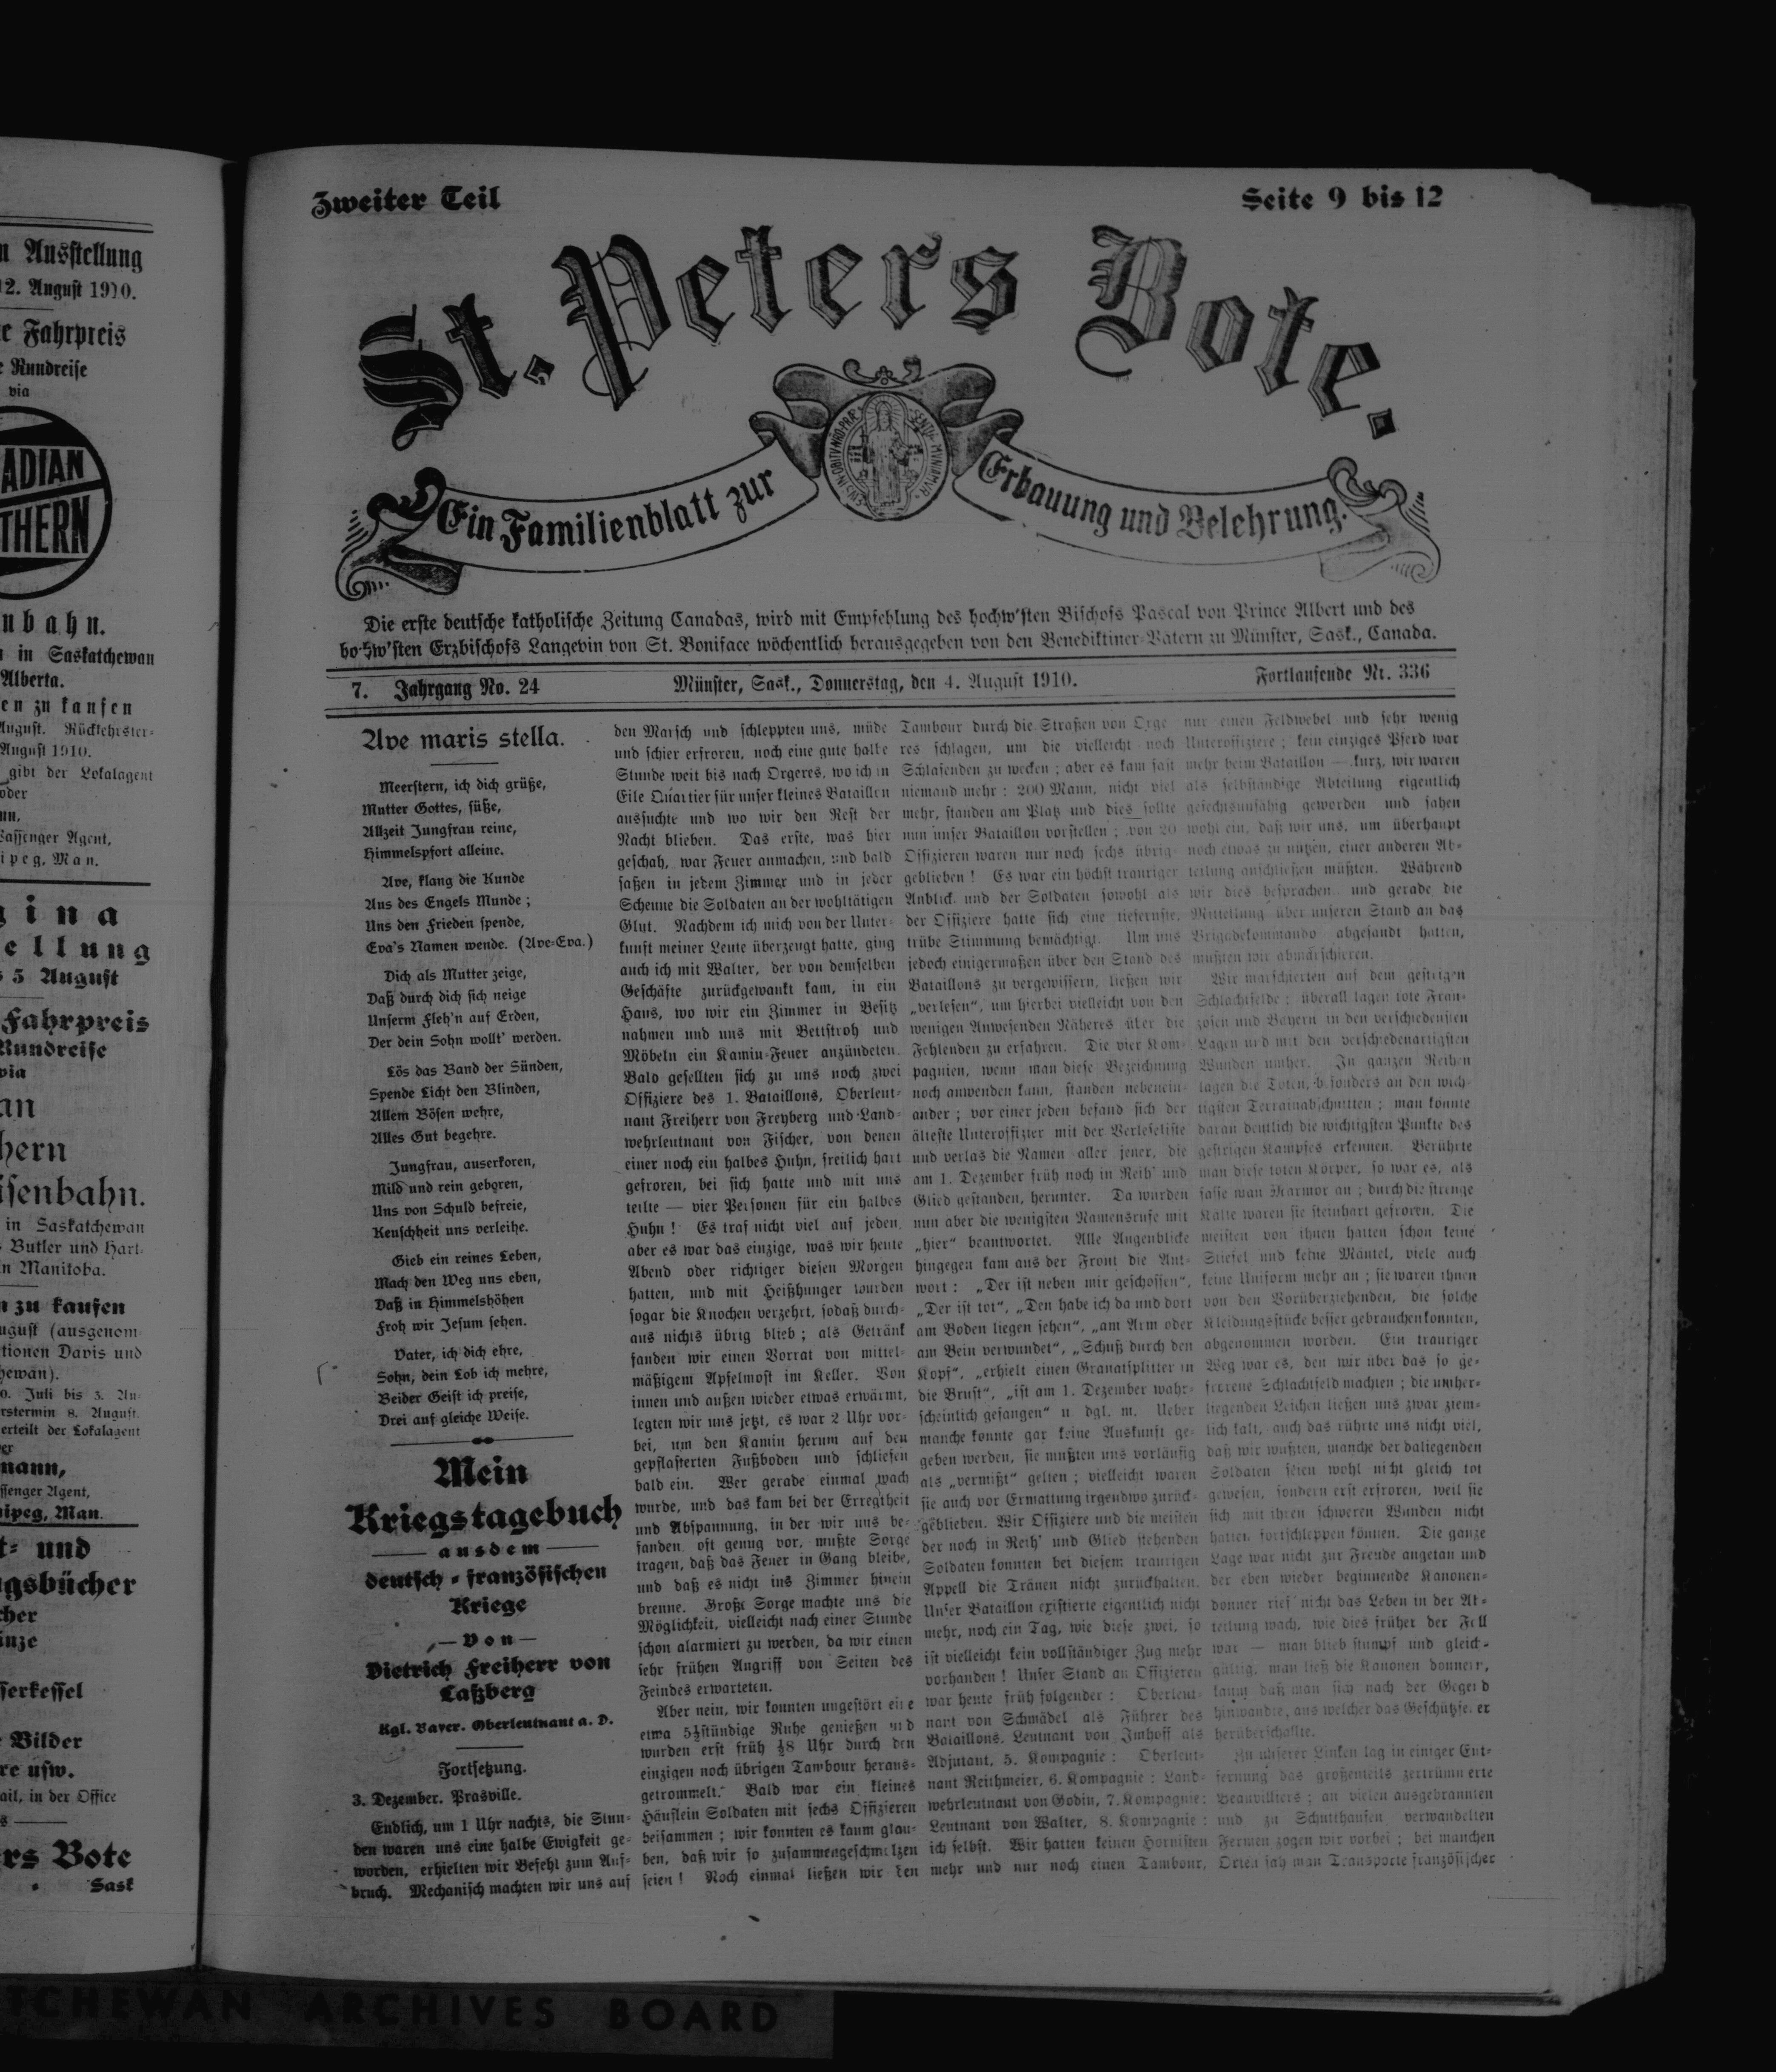 n Ausstellung
12. August 1910.
e Fahrpreis
e Rundreise
via
ADIAN
THERN
nbahn.
n in Saskatchewan
Alberta.
en zu kaufen
August. Rückkehrster-
August 1910.
gibt der Lokalagent
oder
nn,
Passenger Agent,
ipeg, Man.
gina
ellung
s 5 August
Fahrpreis
Rundreise
via
an
hern
isenbahn.
in Saskatchewan
Butler und Hart-
in Manitoba.
n zu kaufen
ugust (ausgenom-
tionen Davis und
hewan).
0. Juli bis 3. Au-
rstermin 8. August.
erteilt der Lokalagent
er
mann,
ssenger Agent,
nipeg, Man.
t- und
gsbücher
cher
änze
serkessel
e Bilder
re usw.
ail, in der Office
s
rs Bote
Sask
Zweiter Teil
Seite 9 bis 12
St. Peters Bote.
Ein Familienblatt zur Erbauung und Belehrung.
Die erste deutsche katholische Zeitung Canadas, wird mit Empfehlung des hochw'sten Bischofs Pascal von Prince Albert und des
hochw'sten Erzbischofs Langevin von St. Boniface wöchentlich herausgegeben von den Benediktiner-Vätern zu Münster, Sask., Canada.
7. Jahrgang No. 24
Münster, Sask., Donnerstag, den 4. August 1910.
Fortlaufende Nr. 336
Ave maris stella.
Meerstern, ich dich grüße,
Mutter Gottes, süße,
Allzeit Jungfrau reine,
Himmelspfort alleine.
Ave, klang die Kunde
Aus des Engels Munde ;
Uns den Frieden spende,
Eva's Namen wende. (Ave-Eva.)
Dich als Mutter zeige,
Daß durch dich sich neige
Unserm Fleh'n auf Erden,
Der dein Sohn wollt' werden.
Lös das Band der Sünden,
Spende Licht den Blinden,
Allem Bösen wehre,
Alles Gut begehre.
Jungfrau, auserkoren,
Mild und rein geboren,
Uns von Schuld befreie,
Keuschheit uns verleihe.
Gieb ein reines Leben,
Mach den Weg uns eben,
Daß in Himmelshöhen
Froh wir Jesum sehen.
Vater, ich dich ehre,
Sohn, dein Lob ich mehre,
Beider Geist ich preise,
Drei auf gleiche Weise.
Mein
Kriegstagebuch
aus dem
deutsch-französischen
Kriege
— Von —
Dietrich Freiherr von
Laßberg
Kgl. Bayer. Oberleutnant a. D.
Fortsetzung.
3. Dezember. Prasville.
Endlich, um 1 Uhr nachts, die Stun-
den waren uns eine halbe Ewigkeit ge-
worden, erhielten wir Befehl zum Auf-
bruch. Mechanisch machten wir uns auf
den Marsch und schleppten uns, müde
und schier erfroren, noch eine gute halbe
Stunde weit bis nach Orgeres, wo ich in
Eile Quartier für unser kleines Bataillon
aussuchte und wo wir den Rest der
Nacht blieben. Das erste, was hier
geschah, war Feuer anmachen, und bald
saßen in jedem Zimmer und in jeder
Scheune die Soldaten an der wohltätigen
Glut. Nachdem ich mich von der Unter-
kunft meiner Leute überzeugt hatte, ging
auch ich mit Walter, der von demselben
Geschäfte zurückgewankt kam, in ein
Haus, wo wir ein Zimmer in Besitz
nahmen und uns mit Bettstroh und
Möbeln ein Kamin-Feuer anzündeten.
Bald gesellten sich zu uns noch zwei
Offiziere des 1. Bataillons, Oberleut-
nant Freiherr von Freyberg und Land-
wehrleutnant von Fischer, von denen
einer noch ein halbes Huhn, freilich hart
gefroren, bei sich hatte und mit uns
teilte — vier Personen für ein halbes
Huhn ! Es traf nicht viel auf jeden,
aber es war das einzige, was wir heute
Abend oder richtiger diesen Morgen
hatten, und mit Heißhunger wurden
sogar die Knochen verzehrt, sodaß durch-
aus nichts übrig blieb ; als Getränk
fanden wir einen Vorrat von mittel-
mäßigem Apfelmost im Keller. Von
innen und außen wieder etwas erwärmt,
legten wir uns jetzt, es war 2 Uhr vor-
bei, um den Kamin herum auf den
gepflasterten Fußboden und schliefen
bald ein. Wer gerade einmal wach
wurde, und das kam bei der Erregtheit
und Abspannung, in der wir uns be-
fanden oft genug vor, mußte Sorge
tragen, daß das Feuer in Gang bleibe,
und daß es nicht ins Zimmer hinein
brenne. Große Sorge machte uns die
Möglichkeit, vielleicht nach einer Stunde
schon alarmiert zu werden, da wir einen
sehr frühen Angriff von Seiten des
Feindes erwarteten.
Aber nein, wir konnten ungestört eine
etwa 5½stündige Ruhe genießen und
wurden erst früh ½8 Uhr durch den
einzigen noch übrigen Tambour heraus-
getrommelt. Bald war ein kleines
Häuflein Soldaten mit sechs Offizieren
beisammen ; wir konnten es kaum glau-
ben, daß wir so zusammengeschmolzen
seien ! Noch einmal ließen wir den
Tambour durch die Straßen von Orge-
res schlagen, um die vielleicht noch
Schlafenden zu wecken ; aber es kam fast
niemand mehr : 200 Mann, nicht viel
mehr, standen am Platz und dies sollte
nun unser Bataillon vorstellen ; von 20
Offizieren waren nur noch sechs übrig
geblieben ! Es war ein höchst trauriger
Anblick und der Soldaten sowohl als
der Offiziere hatte sich eine tiefernste,
trübe Stimmung bemächtigt. Um uns
jedoch einigermaßen über den Stand des
Bataillons zu vergewissern, ließen wir
„verlesen“, um hierbei vielleicht von den
wenigen Anwesenden Näheres über die
Fehlenden zu erfahren. Die vier Kom-
pagnien, wenn man diese Bezeichnung
noch anwenden kann, standen nebenein-
ander ; vor einer jeden befand sich der
älteste Unteroffizier mit der Verleseliste
und verlas die Namen aller jener, die
am 1. Dezember früh noch in Reih' und
Glied gestanden, herunter. Da wurden
nun aber die wenigsten Namensrufe mit
„hier“ beantwortet. Alle Augenblicke
hingegen kam aus der Front die Ant-
wort : „Der ist neben mir geschossen“,
„Der ist tot“, „Den habe ich da und dort
am Boden liegen sehen“, „am Arm oder
am Bein verwundet“, „Schuß durch den
Kopf“, „erhielt einen Granatsplitter in
die Brust“, „ist am 1. Dezember wahr-
scheinlich gefangen“ u. dgl. m. Ueber
manche konnte gar keine Auskunft ge-
geben werden, sie mußten uns vorläufig
als „vermißt“ gelten ; vielleicht waren
sie auch vor Ermattung irgendwo zurück-
geblieben. Wir Offiziere und die meisten
der noch in Reih' und Glied stehenden
Soldaten konnten bei diesem traurigen
Appell die Tränen nicht zurückhalten.
Unser Bataillon existierte eigentlich nicht
mehr, noch ein Tag, wie diese zwei, so
ist vielleicht kein vollständiger Zug mehr
vorhanden ! Unser Stand an Offizieren
war heute früh folgender : Oberleut-
nant von Schmädel als Führer des
Bataillons. Leutnant von Imhoff als
Adjutant, 5. Kompagnie : Oberleut-
nant Reithmeier, 6. Kompagnie : Land-
wehrleutnant von Godin, 7. Kompagnie:
Leutnant von Walter, 8. Kompagnie :
ich selbst. Wir hatten keinen Hornisten
mehr und nur noch einen Tambour,
nur einen Feldwebel und sehr wenig
Unteroffiziere ; kein einziges Pferd war
mehr beim Bataillon — kurz, wir waren
als selbständige Abteilung eigentlich
gefechtsunfähig geworden und sahen
wohl ein, daß wir uns, um überhaupt
noch etwas zu nützen, einer anderen Ab-
teilung anschließen müßten. Während
wir dies besprachen und gerade die
Mitteilung über unseren Stand an das
Brigadekommando abgesandt hatten,
mußten wir abmarschieren.
Wir marschierten auf dem gestrigen
Schlachtfelde ; überall lagen tote Fran-
zosen und Bayern in den verschiedensten
Lagen und mit den verschiedenartigsten
Wunden umher. In ganzen Reihen
lagen die Toten, besonders an den wich-
tigsten Terrainabschnitten ; man konnte
daran deutlich die wichtigsten Punkte des
gestrigen Kampfes erkennen. Berührte
man diese toten Körper, so war es, als
fasse man Marmor an ; durch die strenge
Kälte waren sie steinhart gefroren. Die
meisten von ihnen hatten schon keine
Stiefel und keine Mäntel, viele auch
keine Uniform mehr an ; sie waren ihnen
von den Vorüberziehenden, die solche
Kleidungsstücke besser gebrauchen konnten,
abgenommen worden. Ein trauriger
Weg war es, den wir über das so ge-
frorene Schlachtfeld machten ; die umher-
liegenden Leichen ließen uns zwar ziem-
lich kalt, auch das rührte uns nicht viel,
daß wir wußten, manche der daliegenden
Soldaten seien wohl nicht gleich tot
gewesen, sondern erst erfroren, weil sie
sich mit ihren schweren Wunden nicht
hatten fortschleppen können. Die ganze
Lage war nicht zur Freude angetan und
der eben wieder beginnende Kanonen-
donner rief nicht das Leben in der Ab-
teilung wach, wie dies früher der Fall
war — man blieb stumpf und gleich-
gültig, man ließ die Kanonen donnern,
kaum daß man sich nach der Gegend
hinwandte, aus welcher das Geschützfeuer
herüberschallte.
Zu unserer Linken lag in einiger Ent-
fernung das großenteils zertrümmerte
Beauvilliers ; an vielen ausgebrannten
und zu Schutthaufen verwandelten
Fermen zogen wir vorbei ; bei manchen
Orten sah man Transporte französischer
TCHEWAN ARCHIVES BOARD